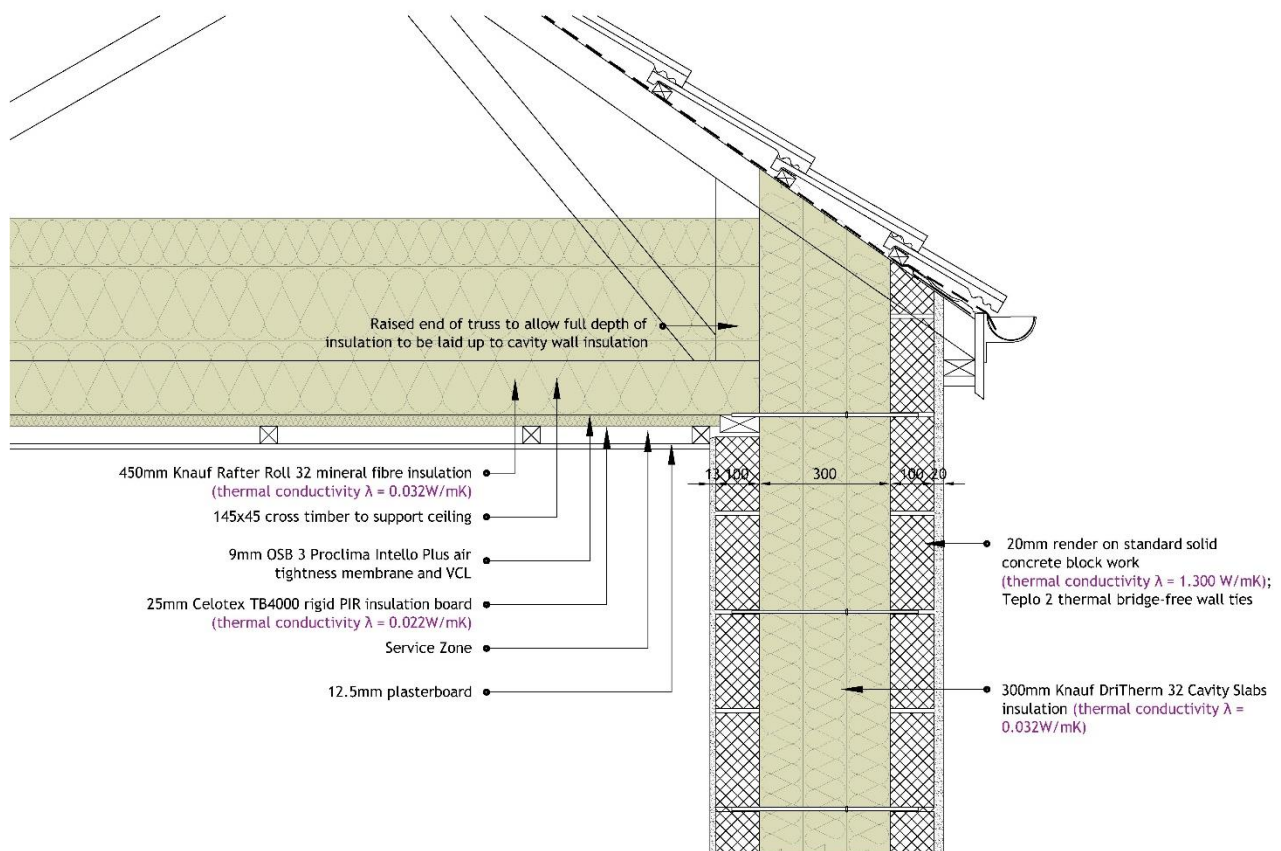 Raised end of truss to allow full depth of
insulation to be laid up to cavity wall insulation
450mm Knauf Rafter Roll 32 mineral fibre insulation
(thermal conductivity λ = 0.032W/mK)
145x45 cross timber to support ceiling
9mm OSB 3 Proclima Intello Plus air
tightness membrane and VCL
25mm Celotex TB4000 rigid PIR insulation board
(thermal conductivity λ = 0.022W/mK)
Service Zone
12.5mm plasterboard
13 100 300 100 20
20mm render on standard solid
concrete block work
(thermal conductivity λ = 1.300 W/mK);
Teplo 2 thermal bridge-free wall ties
300mm Knauf DriTherm 32 Cavity Slabs
insulation (thermal conductivity λ =
0.032W/mK)